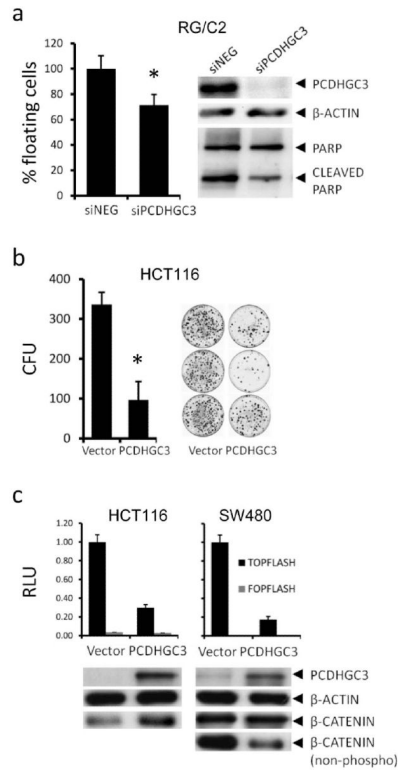 a
RG/C2
% floating cells
120
100
80
60
40
20
0
*
siNEG siPCDHGC3
siNEG siPCDHGC3
PCDHGC3
β-ACTIN
PARP
CLEAVED
PARP
b
HCT116
CFU
400
300
200
100
0
*
Vector PCDHGC3
Vector PCDHGC3
c
HCT116 SW480
RLU
1.20
1.00
0.80
0.60
0.40
0.20
0.00
TOPFLASH
FOPFLASH
Vector PCDHGC3
Vector PCDHGC3
PCDHGC3
β-ACTIN
β-CATENIN
β-CATENIN
(non-phospho)